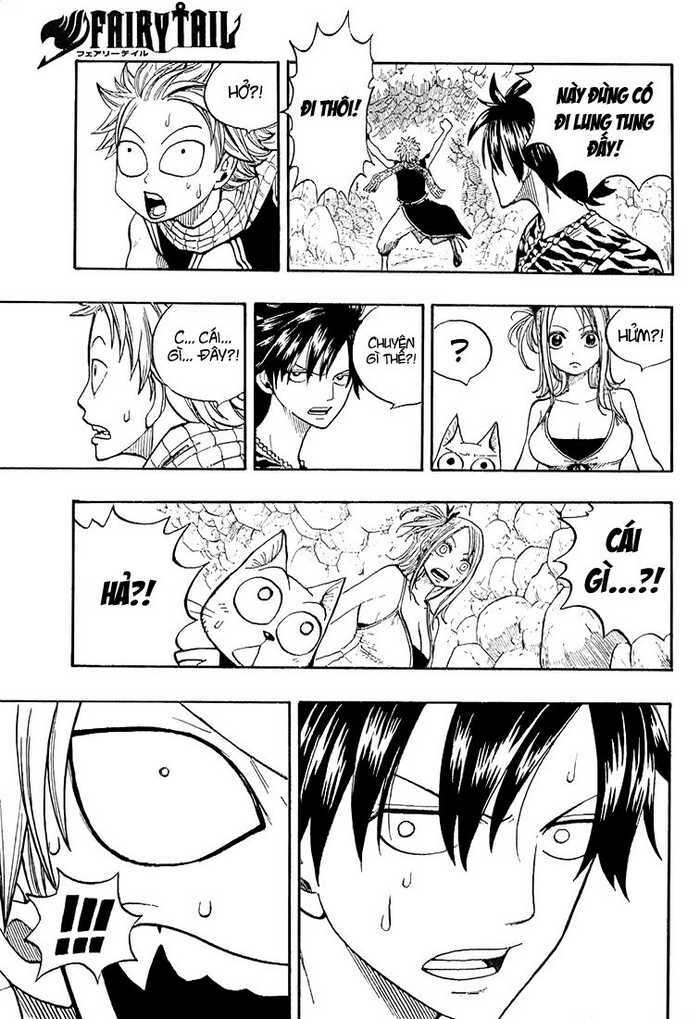 FAIRY TAIL
フェアリーテイル
NÀY ĐỪNG CÓ
ĐI LUNG TUNG
ĐẤY!
ĐI THÔI!
HỞ?!
HỬM?!
?
CHUYỆN
GÌ THẾ?!
C... CÁI...
GÌ...
ĐÂY?!
CÁI
GÌ...?!
HẢ?!
!!!